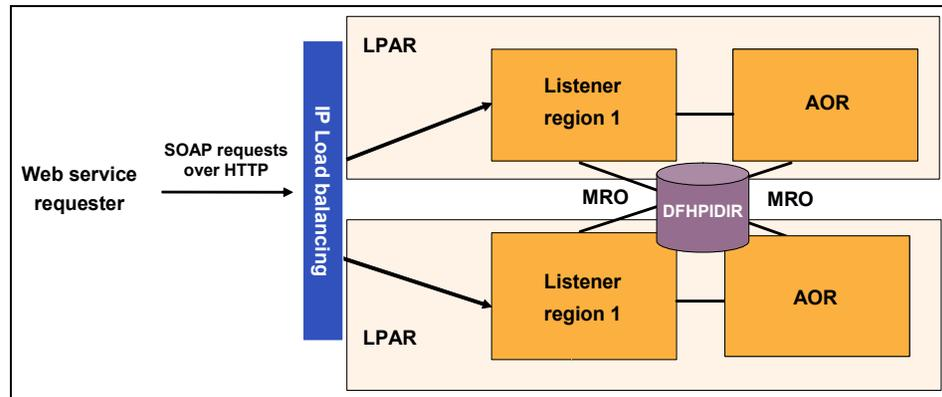 Web service
requester
SOAP requests
over HTTP
IP Load balancing
LPAR
Listener
region 1
AOR
MRO
DFHPIDIR
MRO
Listener
region 1
AOR
LPAR